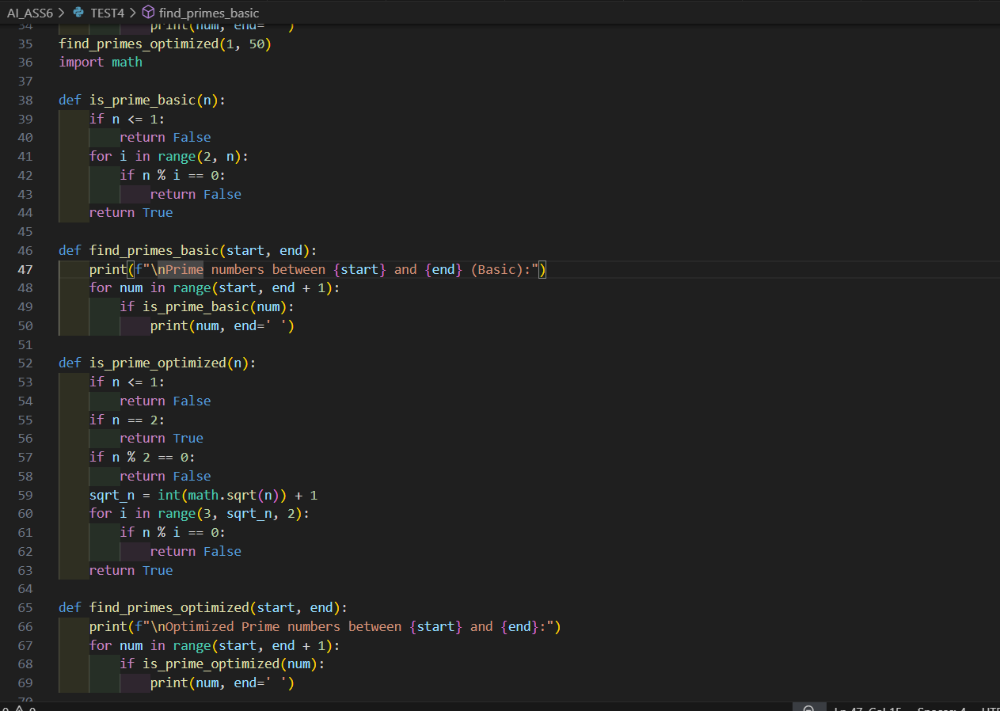 AI_ASS6 > TEST4 > find_primes_basic
34 print(num, end=' ')
35 find_primes_optimized(1, 50)
36 import math
37
38 def is_prime_basic(n):
39     if n <= 1:
40         return False
41     for i in range(2, n):
42         if n % i == 0:
43             return False
44     return True
45
46 def find_primes_basic(start, end):
47     print(f"\nPrime numbers between {start} and {end} (Basic):")
48     for num in range(start, end + 1):
49         if is_prime_basic(num):
50             print(num, end=' ')
51
52 def is_prime_optimized(n):
53     if n <= 1:
54         return False
55     if n == 2:
56         return True
57     if n % 2 == 0:
58         return False
59     sqrt_n = int(math.sqrt(n)) + 1
60     for i in range(3, sqrt_n, 2):
61         if n % i == 0:
62             return False
63     return True
64
65 def find_primes_optimized(start, end):
66     print(f"\nOptimized Prime numbers between {start} and {end}:")
67     for num in range(start, end + 1):
68         if is_prime_optimized(num):
69             print(num, end=' ')
70
Ln 47, Col 15 Spaces: 4